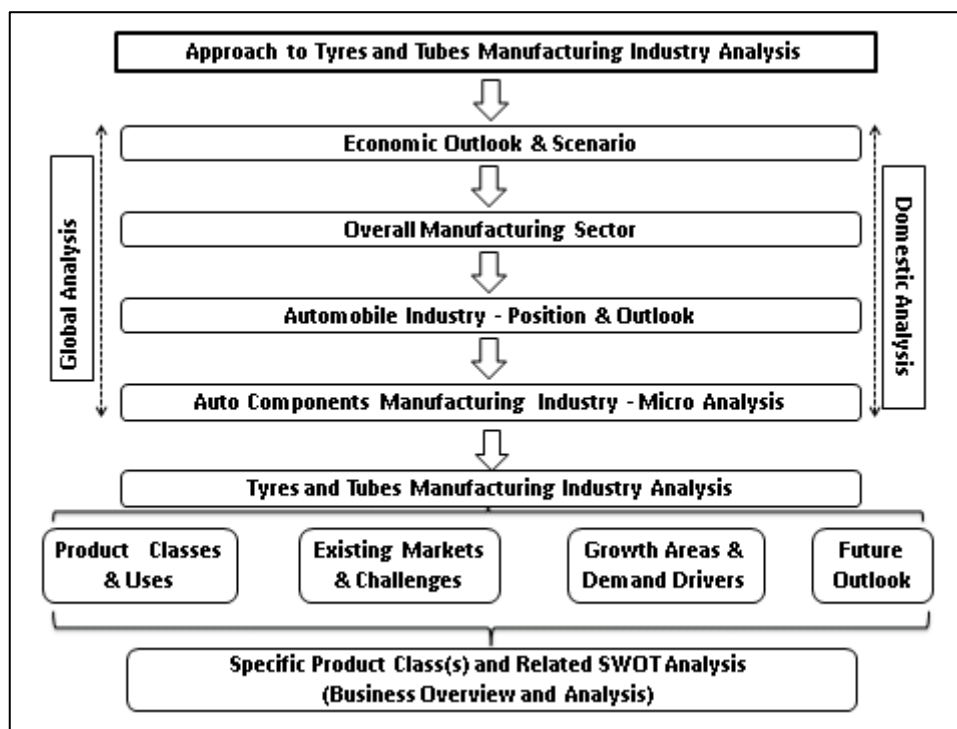 Approach to Tyres and Tubes Manufacturing Industry Analysis
Economic Outlook & Scenario
Overall Manufacturing Sector
Automobile Industry - Position & Outlook
Auto Components Manufacturing Industry - Micro Analysis
Global Analysis
Domestic Analysis
Tyres and Tubes Manufacturing Industry Analysis
Product Classes
& Uses
Existing Markets
& Challenges
Growth Areas &
Demand Drivers
Future
Outlook
Specific Product Class(s) and Related SWOT Analysis
(Business Overview and Analysis)